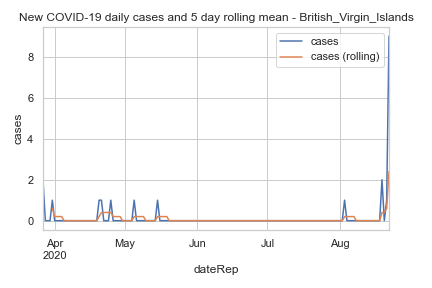 New COVID-19 daily cases and 5 day rolling mean - British_Virgin_Islands
cases
cases (rolling)
8
6
4
2
0
cases
Apr
2020
May
Jun
Jul
Aug
dateRep